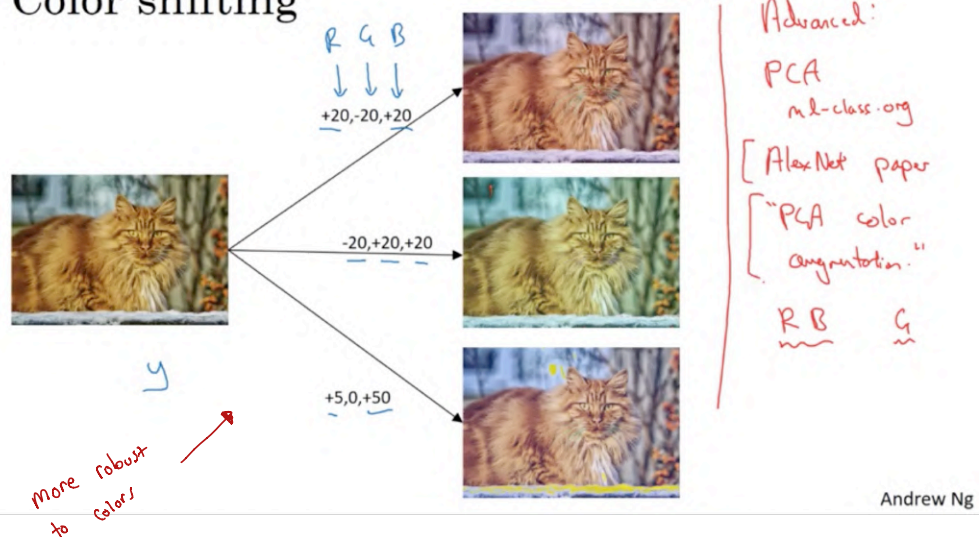 Color shifting
R G B
+20,-20,+20
-20,+20,+20
+5,0,+50
y
more robust
to colors
Advanced:
PCA
ml-class.org
[AlexNet paper
["PCA color
augmentation."
R B G
Andrew Ng